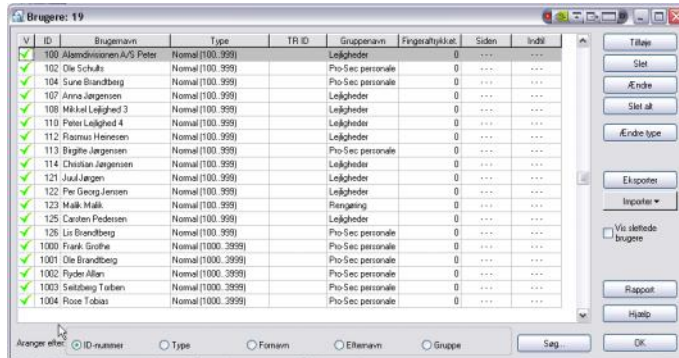 Brugere: 19
V ID Brugernavn Type TR ID Gruppenavn Fingeraftrykket. Siden Indtil
100 Alarmdivisionen A/S Peter Normal (100..999) Lejligheder 0 ---
102 Ole Schults Normal (100..999) Pro-Sec personale 0 --- ---
104 Sune Brandtberg Normal (100..999) Pro-Sec personale 0 --- ---
107 Anna Jørgensen Normal (100..999) Lejligheder 0 --- ---
108 Mikkel Lejlighed 3 Normal (100..999) Lejligheder 0 --- ---
110 Peter Lejlighed 4 Normal (100..999) Lejligheder 0 --- ---
112 Rasmus Heinesen Normal (100..999) Lejligheder 0 --- ---
113 Birgitte Jørgensen Normal (100..999) Pro-Sec personale 0 --- ---
114 Christian Jørgensen Normal (100..999) Lejligheder 0 --- ---
121 Juul Jørgen Normal (100..999) Lejligheder 0 --- ---
122 Per Georg Jensen Normal (100..999) Lejligheder 0 --- ---
123 Malik Malik Normal (100..999) Rengøring 0 --- ---
125 Carsten Pedersen Normal (100..999) Lejligheder 0 --- ---
126 Lis Brandtberg Normal (100..999) Pro-Sec personale 0 --- ---
1000 Frank Grothe Normal (1000..3999) Pro-Sec personale 0 --- ---
1001 Ole Brandtberg Normal (1000..3999) Pro-Sec personale 0 --- ---
1002 Ryder Allan Normal (1000..3999) Pro-Sec personale 0 --- ---
1003 Seitzberg Torben Normal (1000..3999) Pro-Sec personale 0 --- ---
1004 Rose Tobias Normal (1000..3999) Pro-Sec personale 0 --- ---
Tilføje
Slet
Ændre
Slet alt
Ændre type
Eksporter
Importer
Vis slettede
brugere
Rapport
Hjælp
Aranger efter: ID-nummer Type Fornavn Efternavn Gruppe Søg... OK